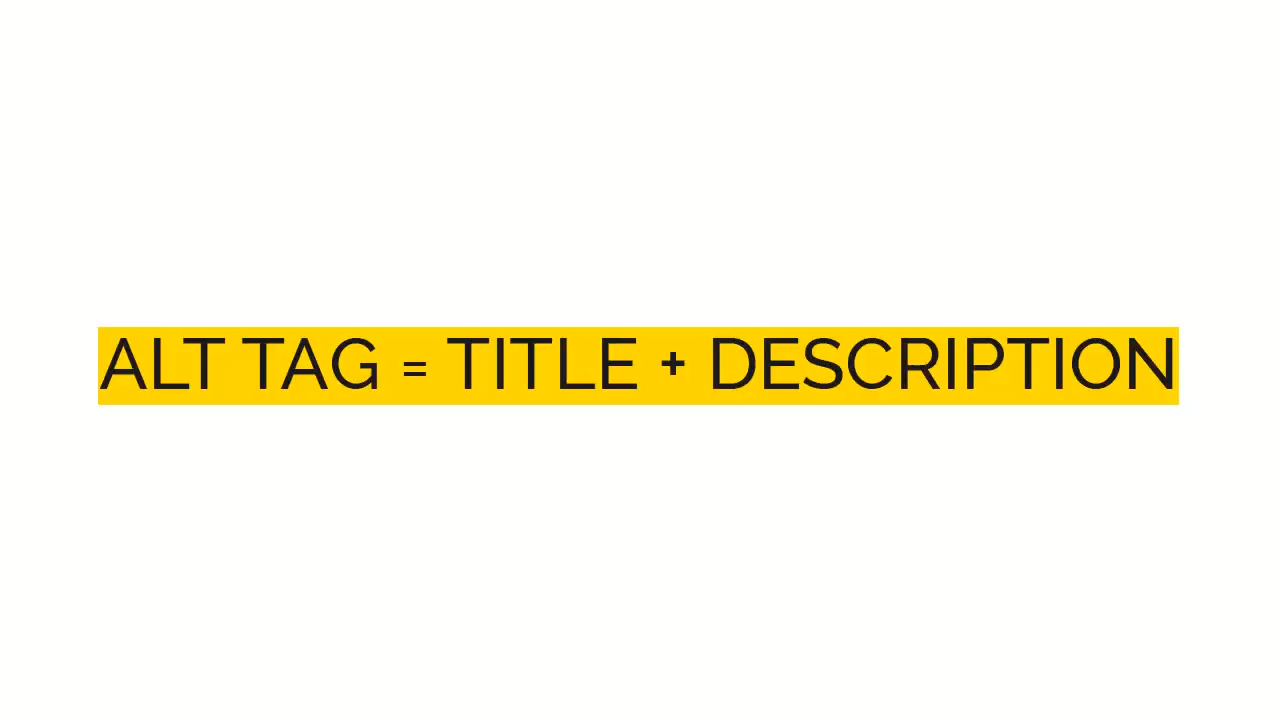 ALT TAG = TITLE + DESCRIPTION